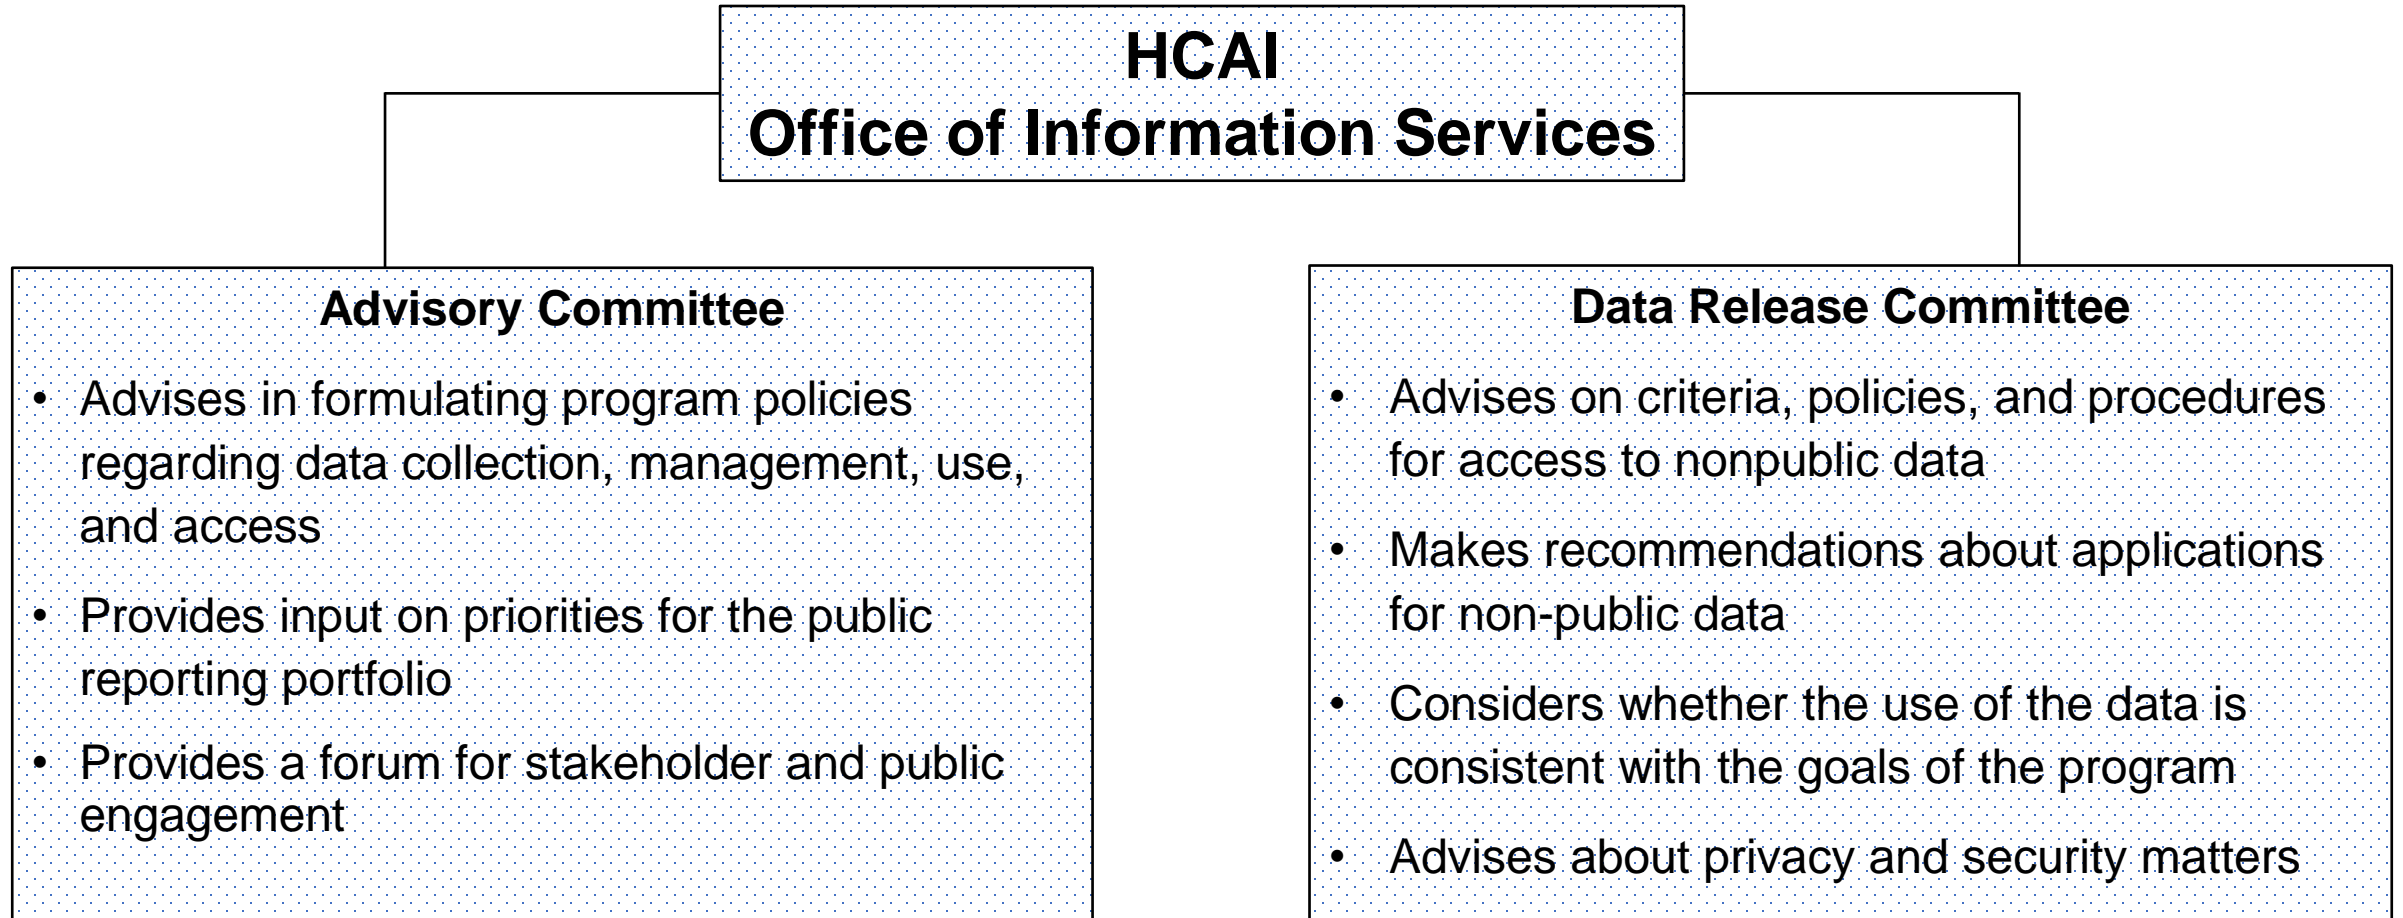 HCAI
Office of Information Services
Advisory Committee
• Advises in formulating program policies
regarding data collection, management, use,
and access
• Provides input on priorities for the public
reporting portfolio
• Provides a forum for stakeholder and public
engagement
Data Release Committee
• Advises on criteria, policies, and procedures
for access to nonpublic data
• Makes recommendations about applications
for non-public data
• Considers whether the use of the data is
consistent with the goals of the program
• Advises about privacy and security matters